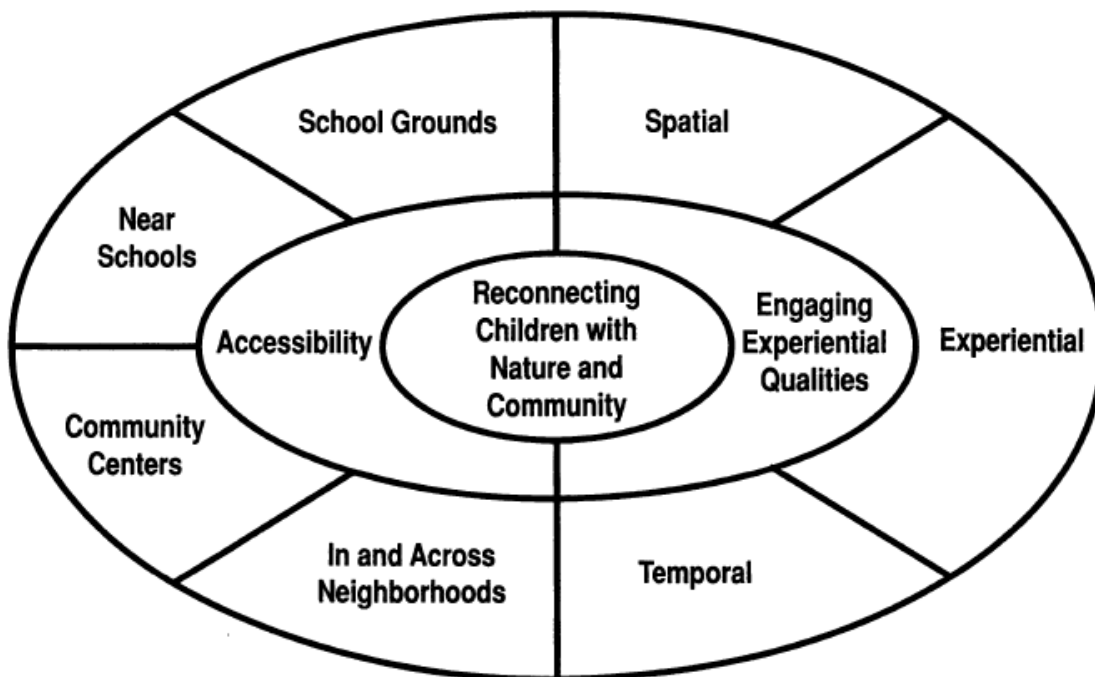 School Grounds
Spatial
Near
Schools
Accessibility
Reconnecting
Children with
Nature and
Community
Engaging
Experiential
Qualities
Experiential
Community
Centers
In and Across
Neighborhoods
Temporal